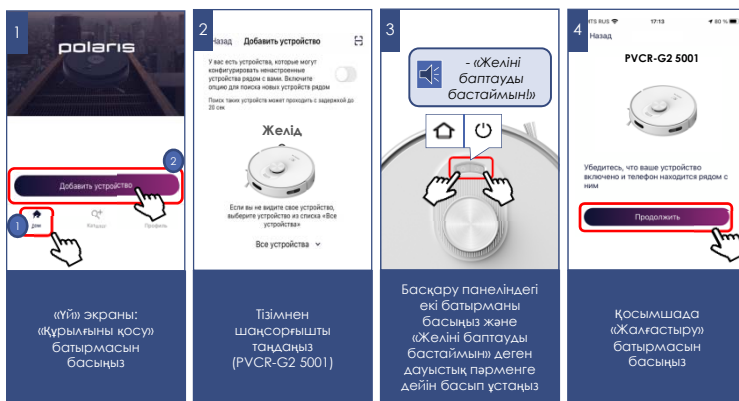 1
polaris
Добавить устройство
2
1
Дом
Профиль
«Үй» экраны:
«Құрылғыны қосу»
батырмасын
басыңыз
2
Назад
Добавить устройство
У вас есть устройства, которые могут
конфигурировать ненастроенные
устройства рядом с вами. Включите
опцию для поиска новых устройств рядом
Поиск таких устройств может проходить с задержкой до
20 сек
Желід
Если вы не видите свое устройство,
выберите устройство из списка «Все
устройства»
Все устройства
Тізімнен
шаңсорғышты
таңдаңыз
(PVCR-G2 5001)
3
- «Желіні
баптауды
бастаймын!»
Басқару панеліндегі
екі батырманы
басыңыз және
«Желіні баптауды
бастаймын» деген
дауыстық пәрменге
дейін басып ұстаңыз
4
MTS RUS 17:13 80 %
Назад
PVCR-G2 5001
Убедитесь, что ваше устройство
включено и телефон находится рядом с
ним
Продолжить
Қосымшада
«Жалғастыру»
батырмасын
басыңыз